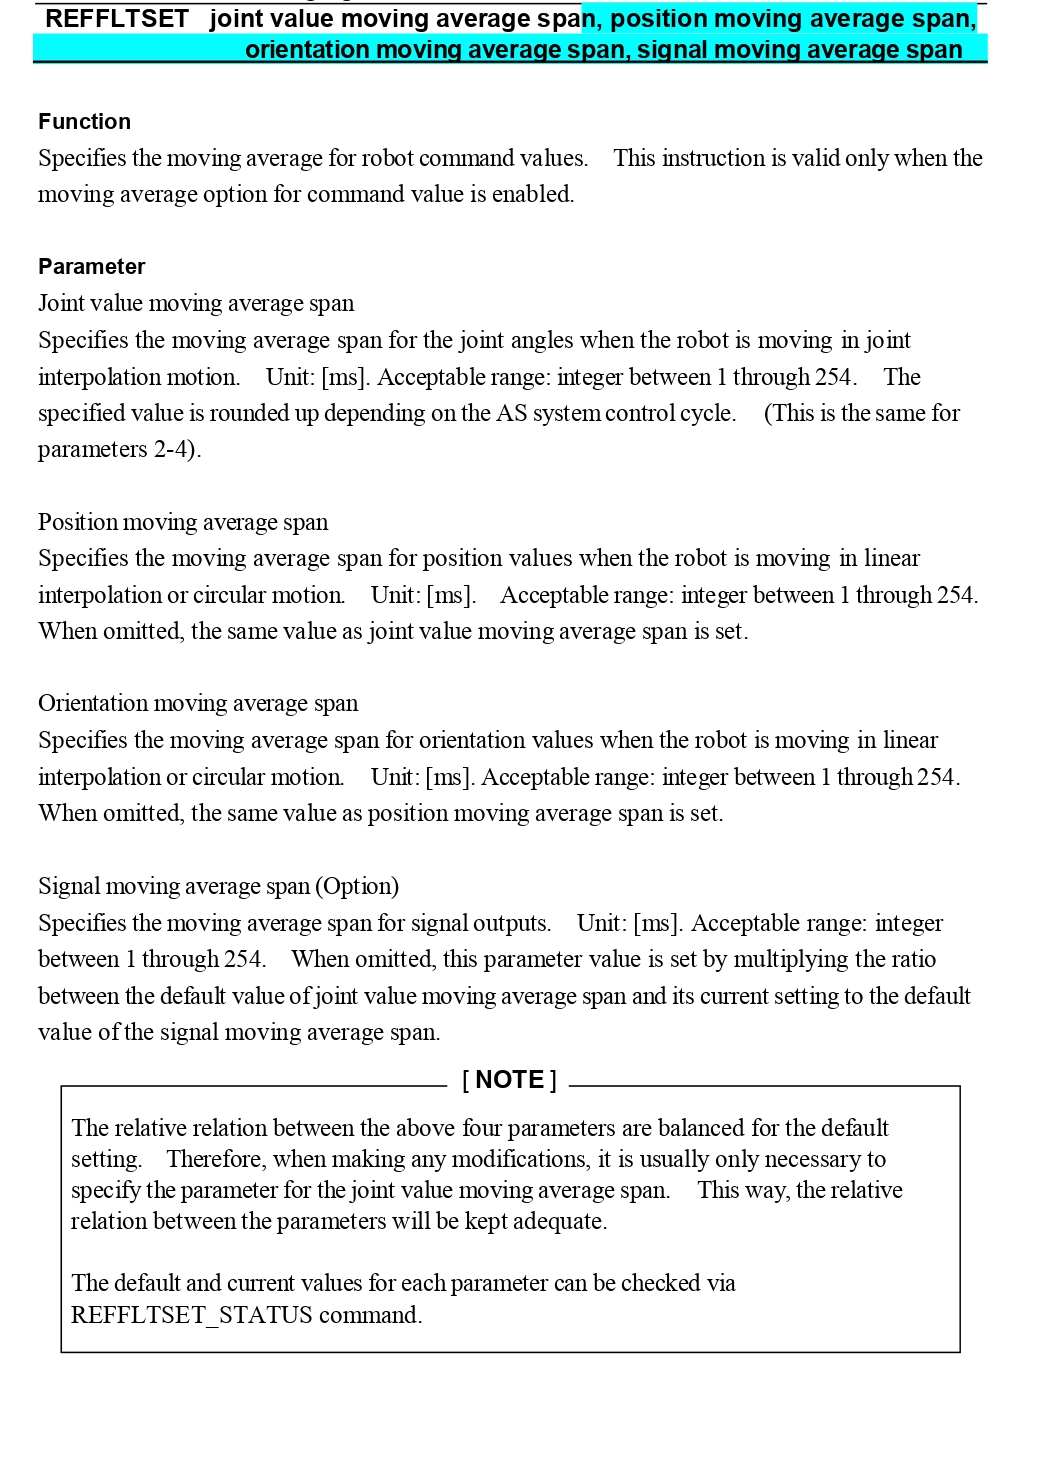 REFFLTSET joint value moving average span, position moving average span,
orientation moving average span, signal moving average span
Function
Specifies the moving average for robot command values. This instruction is valid only when the
moving average option for command value is enabled.
Parameter
Joint value moving average span
Specifies the moving average span for the joint angles when the robot is moving in joint
interpolation motion. Unit: [ms]. Acceptable range: integer between 1 through 254. The
specified value is rounded up depending on the AS system control cycle. (This is the same for
parameters 2-4).
Position moving average span
Specifies the moving average span for position values when the robot is moving in linear
interpolation or circular motion. Unit: [ms]. Acceptable range: integer between 1 through 254.
When omitted, the same value as joint value moving average span is set.
Orientation moving average span
Specifies the moving average span for orientation values when the robot is moving in linear
interpolation or circular motion. Unit: [ms]. Acceptable range: integer between 1 through 254.
When omitted, the same value as position moving average span is set.
Signal moving average span (Option)
Specifies the moving average span for signal outputs. Unit: [ms]. Acceptable range: integer
between 1 through 254. When omitted, this parameter value is set by multiplying the ratio
between the default value of joint value moving average span and its current setting to the default
value of the signal moving average span.
[ NOTE ]
The relative relation between the above four parameters are balanced for the default
setting. Therefore, when making any modifications, it is usually only necessary to
specify the parameter for the joint value moving average span. This way, the relative
relation between the parameters will be kept adequate.
The default and current values for each parameter can be checked via
REFFLTSET_STATUS command.